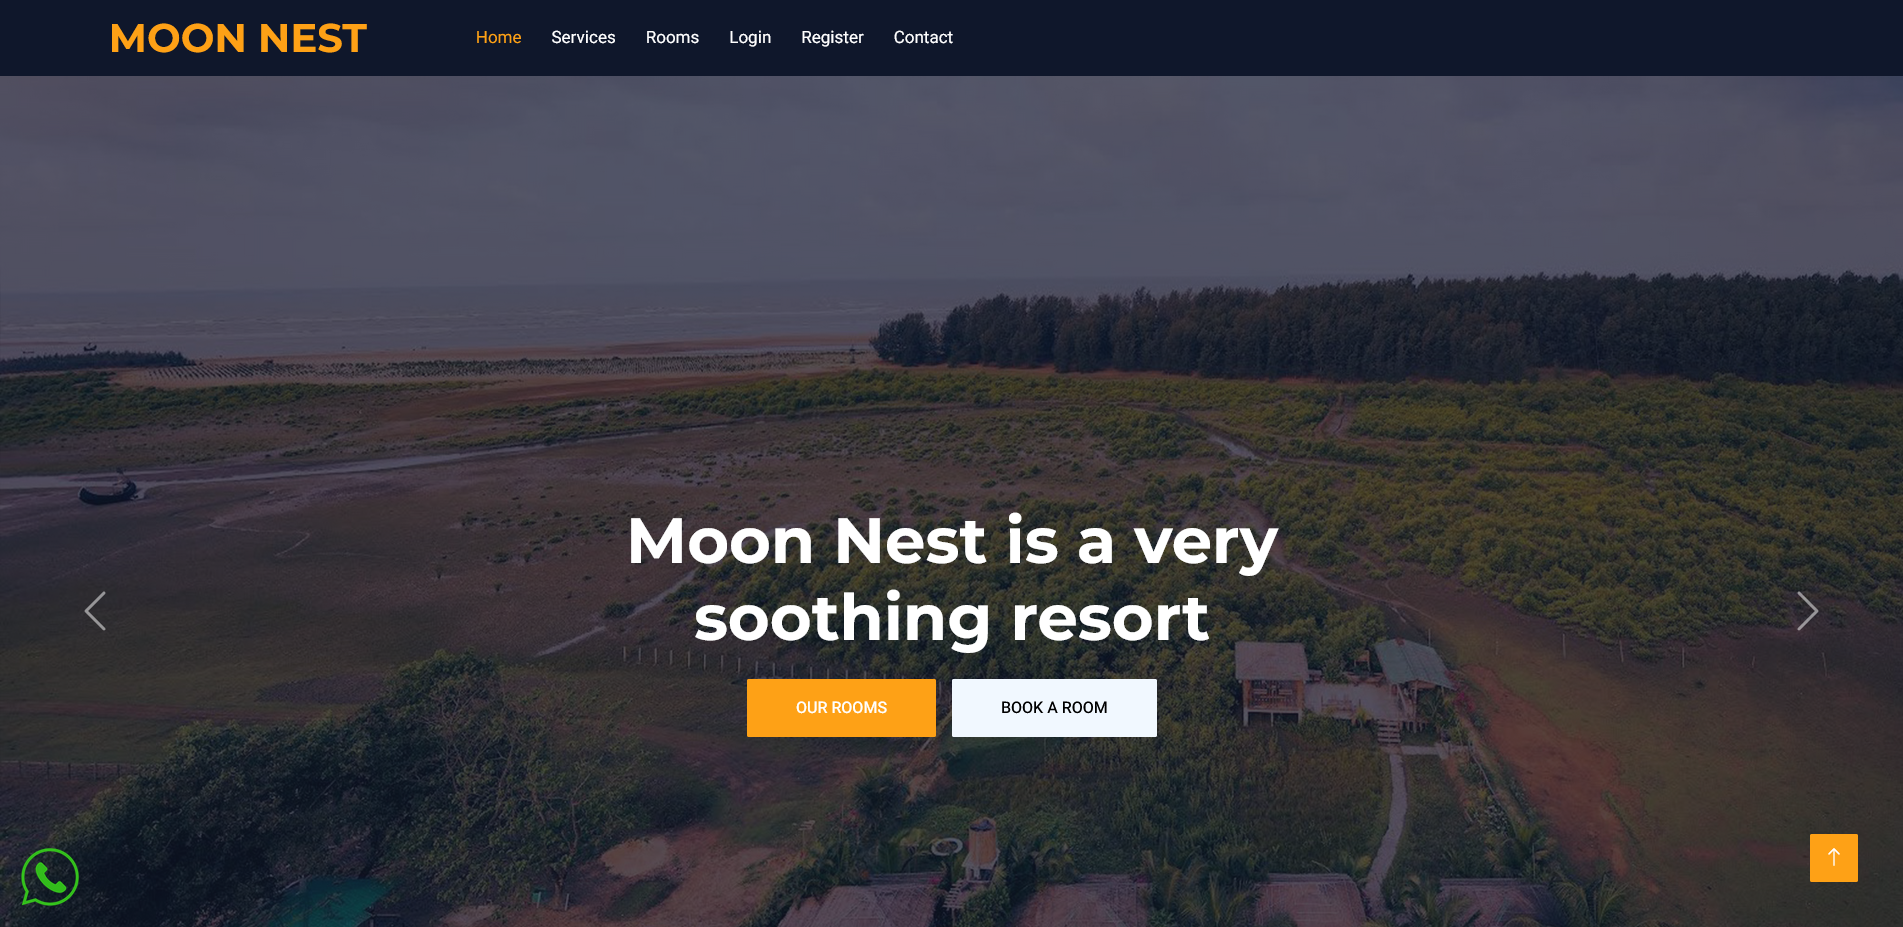 MOON NEST
Home Services Rooms Login Register Contact
Moon Nest is a very
soothing resort
OUR ROOMS BOOK A ROOM